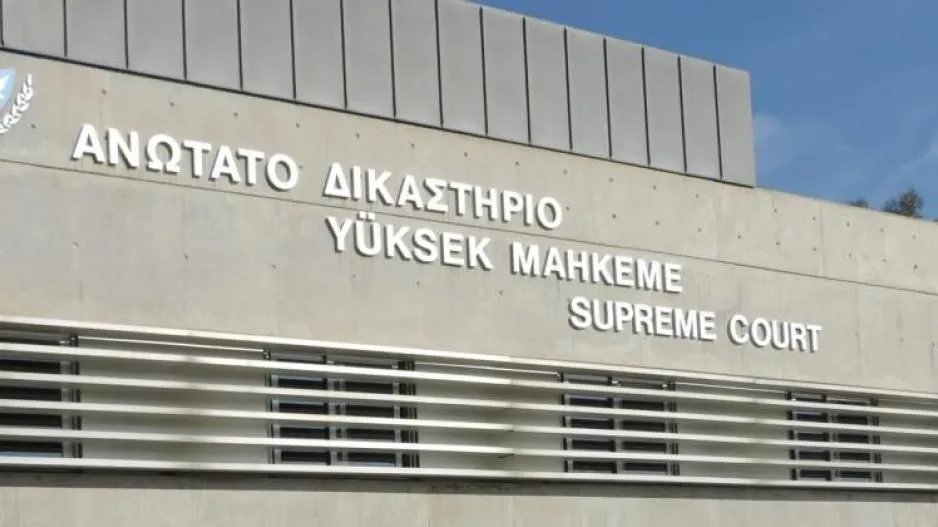 ΑΝΩΤΑΤΟ ΔΙΚΑΣΤΗΡΙΟ
YÜKSEK MAHKEME
SUPREME COURT